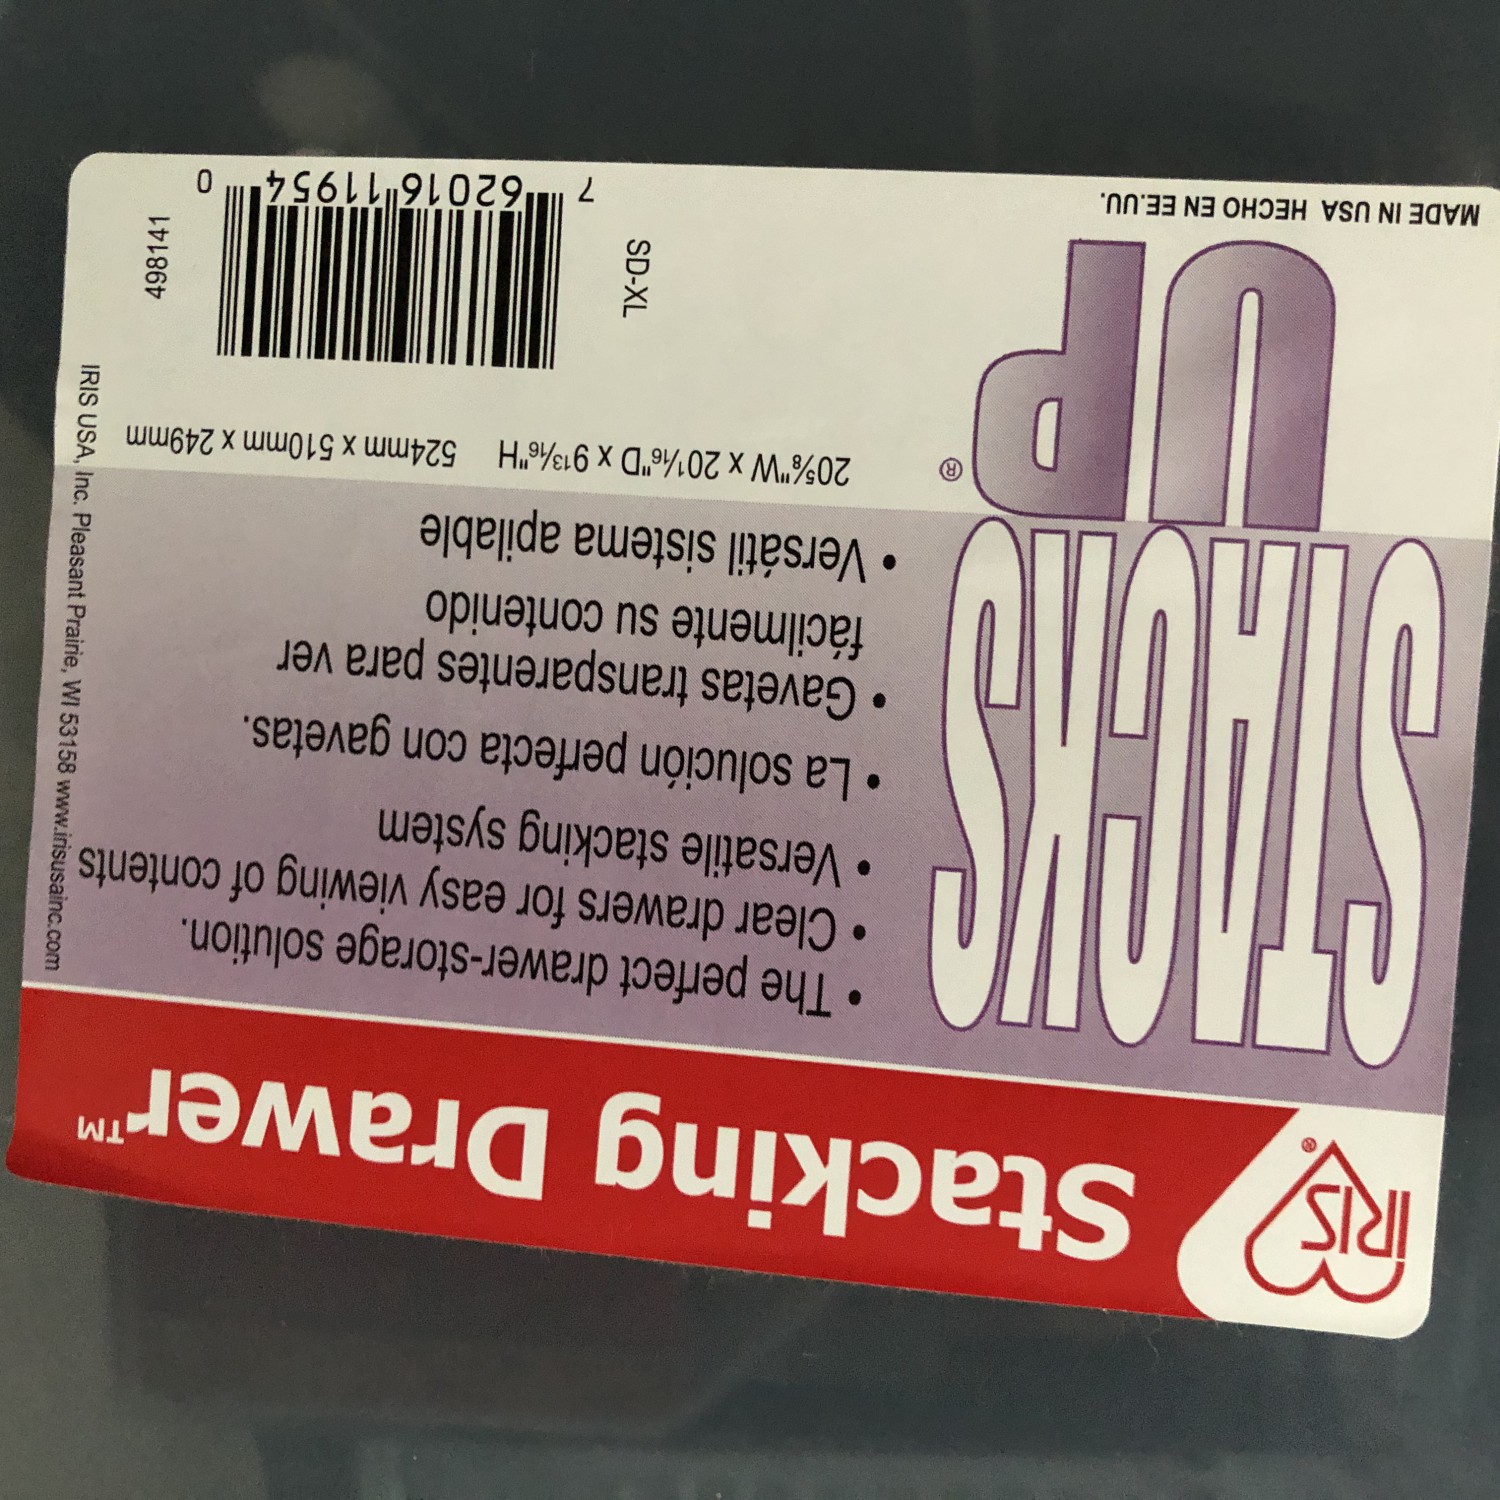 IRIS®
Stacking Drawer™
STACKS
UP®
• The perfect drawer-storage solution.
• Clear drawers for easy viewing of contents
• Versatile stacking system
• La solución perfecta con gavetas.
• Gavetas transparentes para ver
fácilmente su contenido
• Versátil sistema apilable
20⅝"W x 20¹⁄₁₆"D x 9¹³⁄₁₆"H 524mm x 510mm x 249mm
MADE IN USA HECHO EN EE.UU.
SD-XL
7 62016 11954 0
498141
IRIS USA, Inc. Pleasant Prairie, WI 53158 www.irisusainc.com